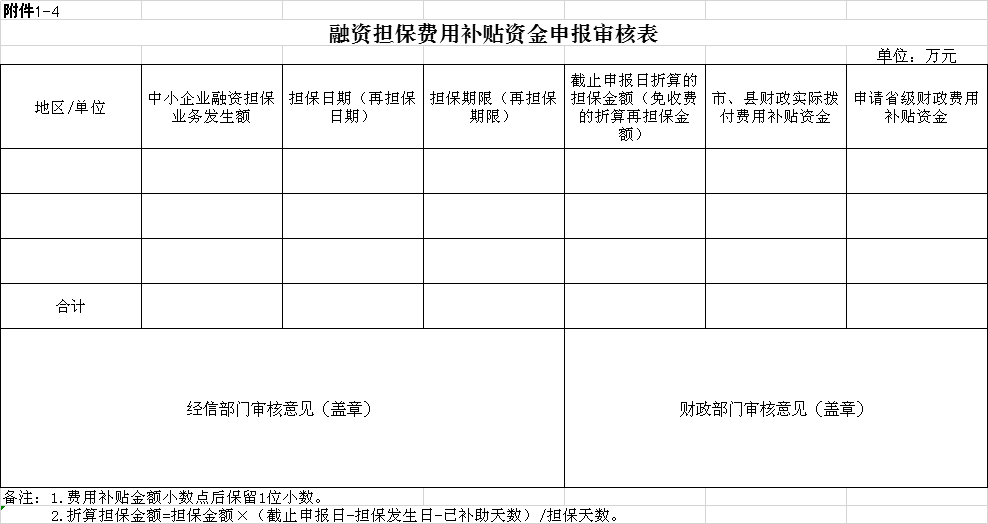 附件1-4
融资担保费用补贴资金申报审核表
单位：万元
地区/单位
中小企业融资担保
业务发生额
担保日期（再担保
日期）
担保期限（再担保
期限）
截止申报日折算的
担保金额（免收费
的折算再担保金
额）
市、县财政实际拨
付费用补贴资金
申请省级财政费用
补贴资金
合计
经信部门审核意见（盖章）
财政部门审核意见（盖章）
备注：1.费用补贴金额小数点后保留1位小数。
2.折算担保金额=担保金额×（截止申报日-担保发生日-已补助天数）/担保天数。